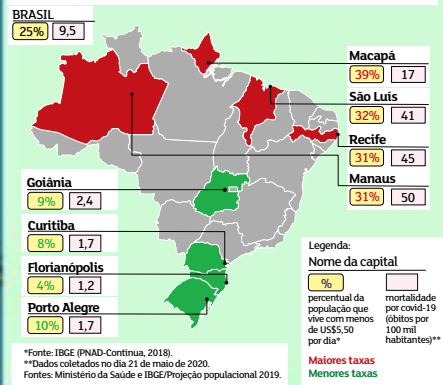 BRASIL
25% 9,5
Macapá
39% 17
São Luís
32% 41
Recife
31% 45
Manaus
31% 50
Goiânia
9% 2,4
Curitiba
8% 1,7
Florianópolis
4% 1,2
Porto Alegre
10% 1,7
Legenda:
Nome da capital
%
percentual da
população que
vive com menos
de US$5,50
por dia*
mortalidade
por covid-19
(óbitos por
100 mil
habitantes)**
Maiores taxas
Menores taxas
*Fonte: IBGE (PNAD-Contínua, 2018).
**Dados coletados no dia 21 de maio de 2020.
Fontes: Ministério da Saúde e IBGE/Projeção populacional 2019.